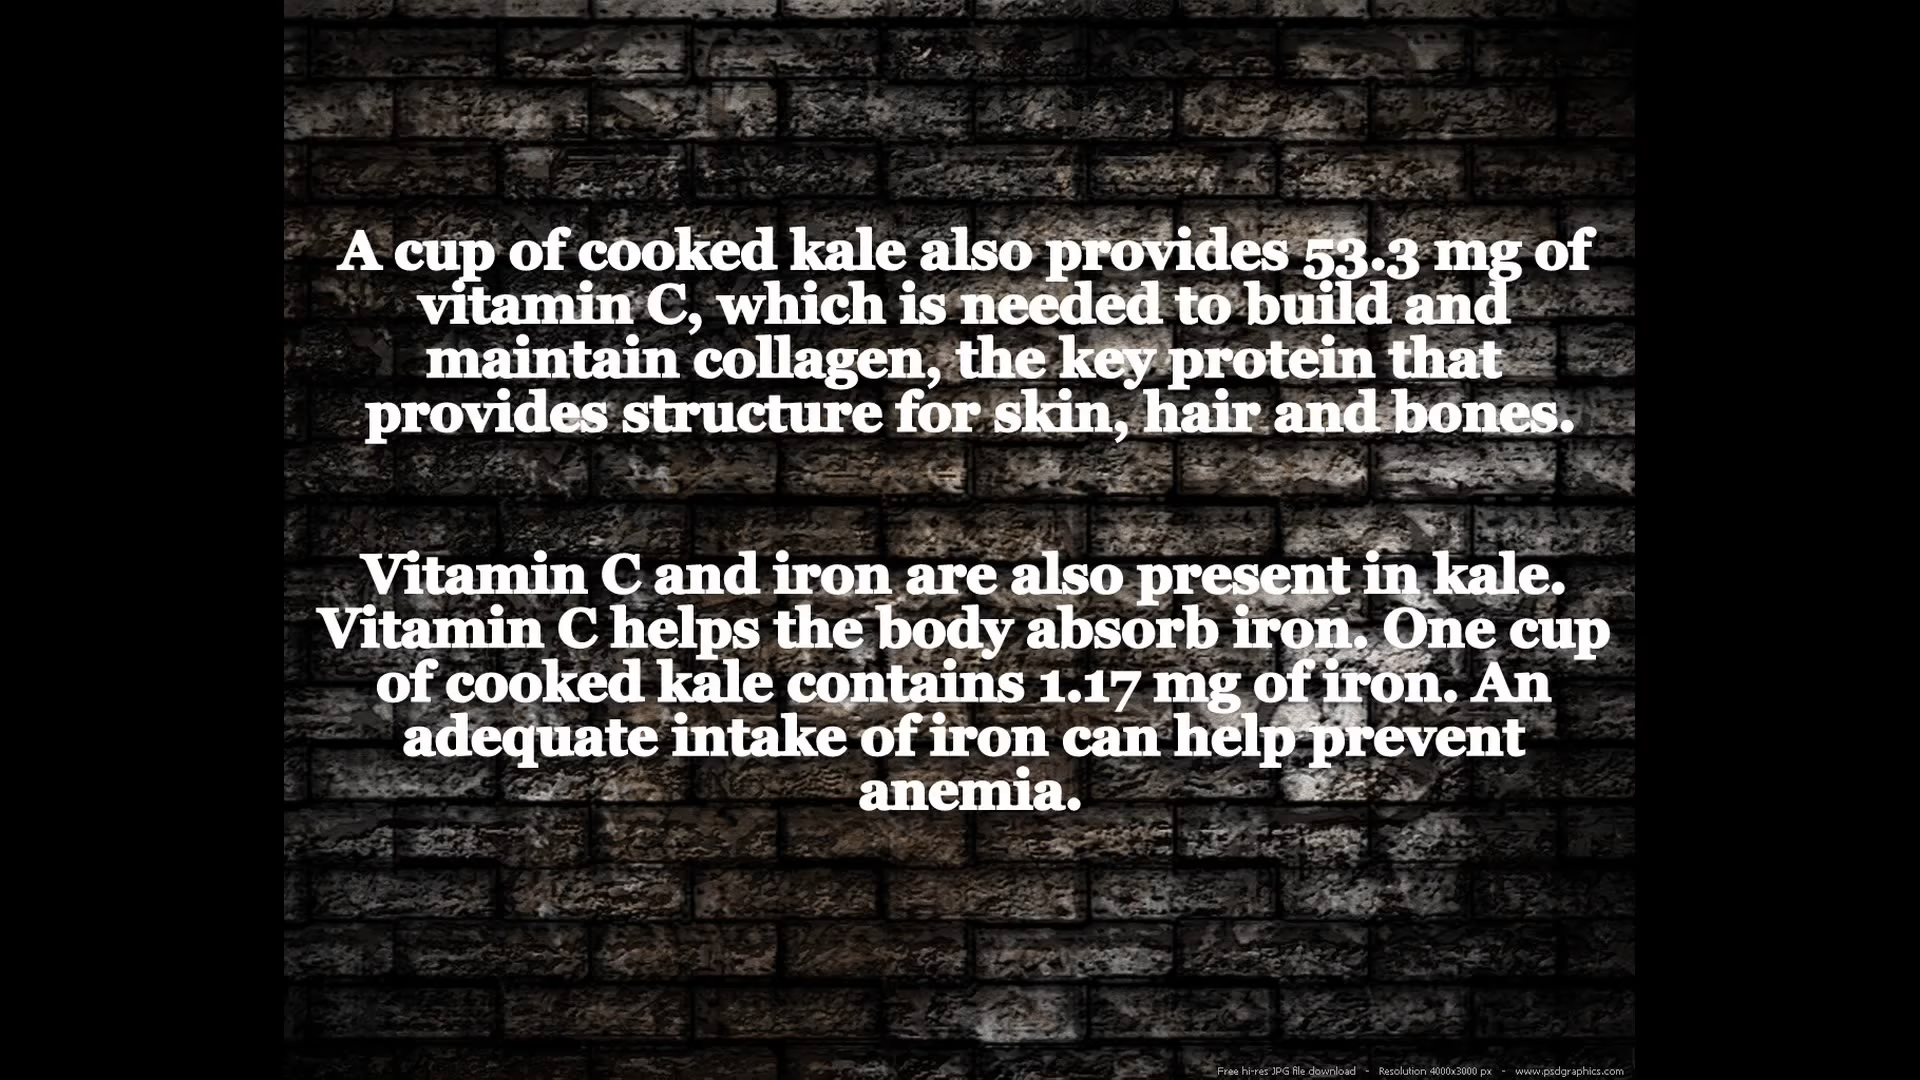 A cup of cooked kale also provides 53.3 mg of
vitamin C, which is needed to build and
maintain collagen, the key protein that
provides structure for skin, hair and bones.
Vitamin C and iron are also present in kale.
Vitamin C helps the body absorb iron. One cup
of cooked kale contains 1.17 mg of iron. An
adequate intake of iron can help prevent
anemia.
Free hi-res JPG file download - Resolution 4000x3000 px - www.psdgraphics.com